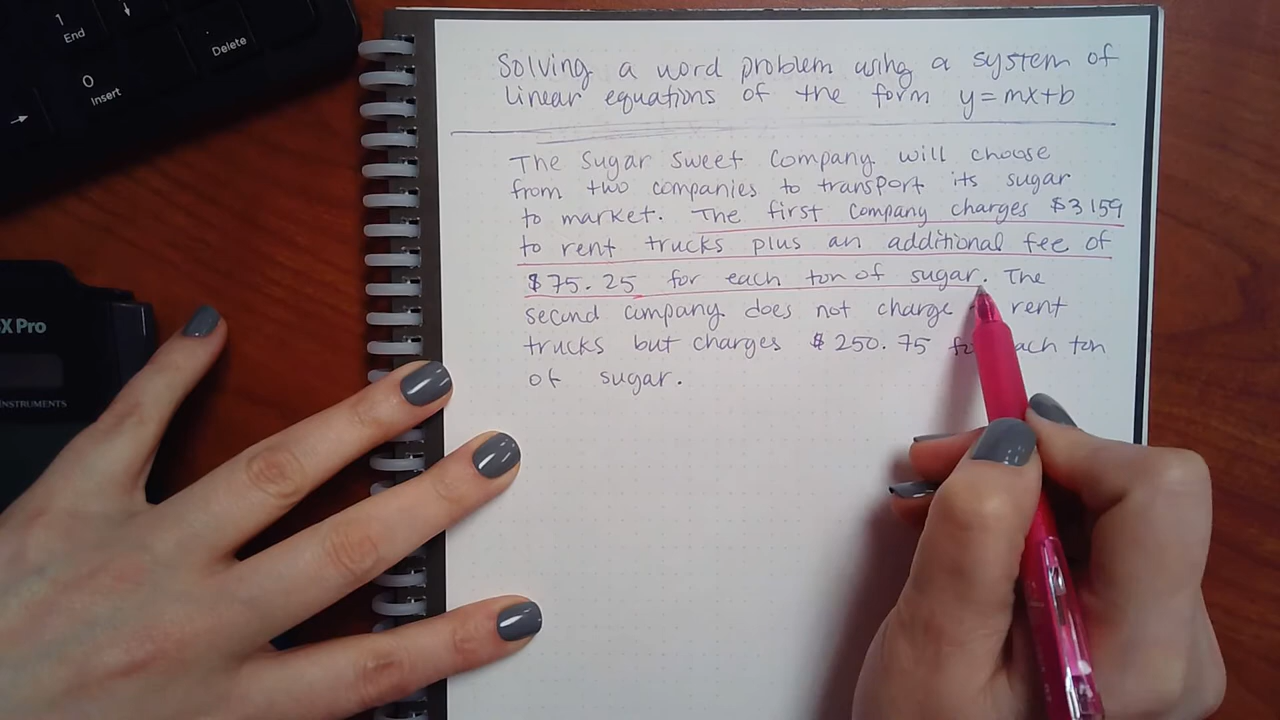 1
End
Delete
0
Insert
X Pro
INSTRUMENTS
Solving a word problem using a system of
linear equations of the form y=mx+b
The Sugar Sweet Company will choose
from two companies to transport its sugar
to market. The first company charges $3159
to rent trucks plus an additional fee of
$75.25 for each ton of sugar. The
second company does not charge rent
trucks but charges $250.75 ton
of sugar.